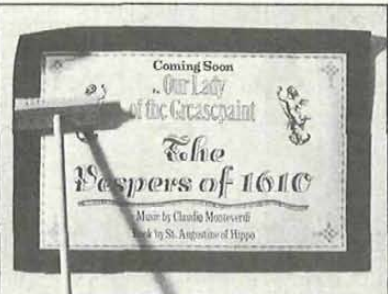 Coming Soon
Our Lady
of the Greasepaint
The
Vespers of 1610
Music by Claudio Monteverdi
by St. Augustine of Hippo